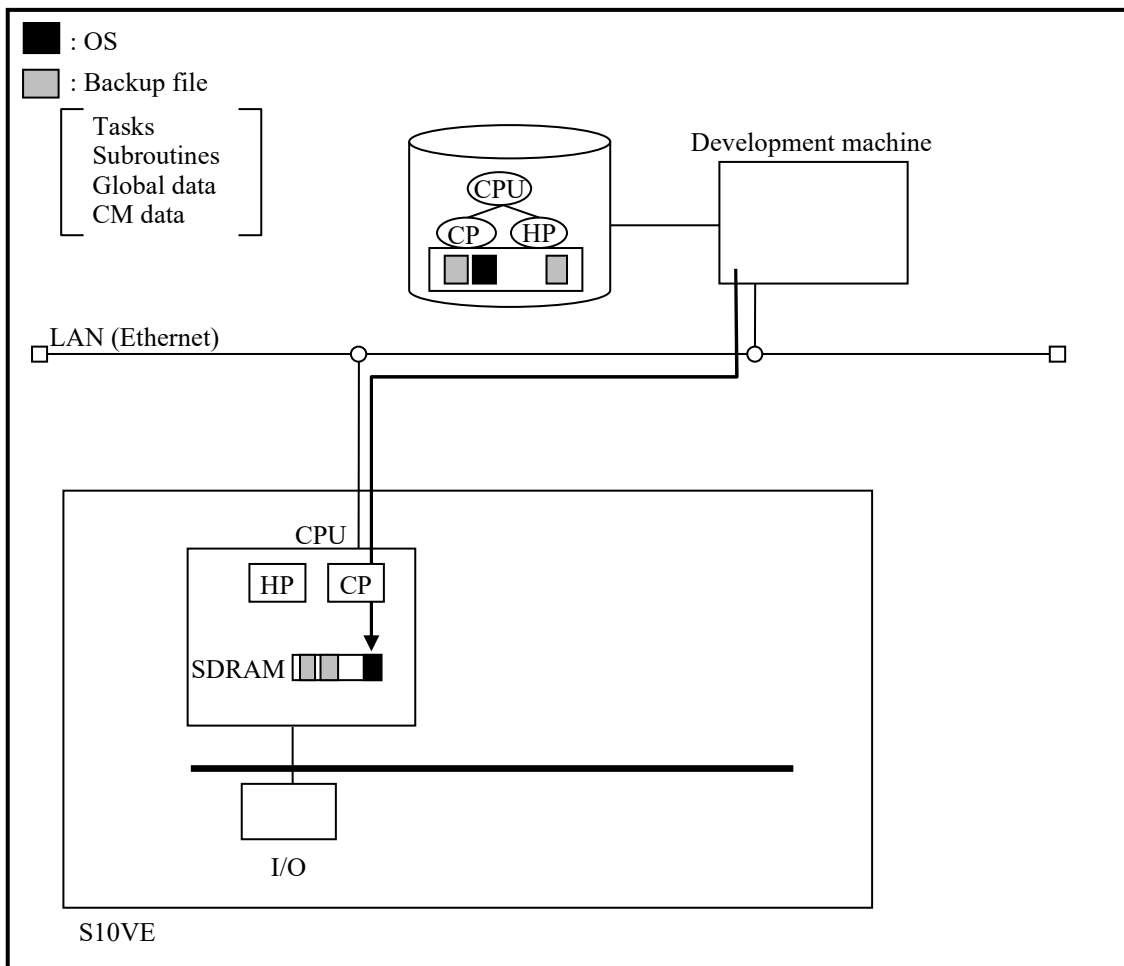 : OS
: Backup file
Tasks
Subroutines
Global data
CM data
Development machine
CPU
CP
HP
LAN (Ethernet)
CPU
HP
CP
SDRAM
I/O
S10VE